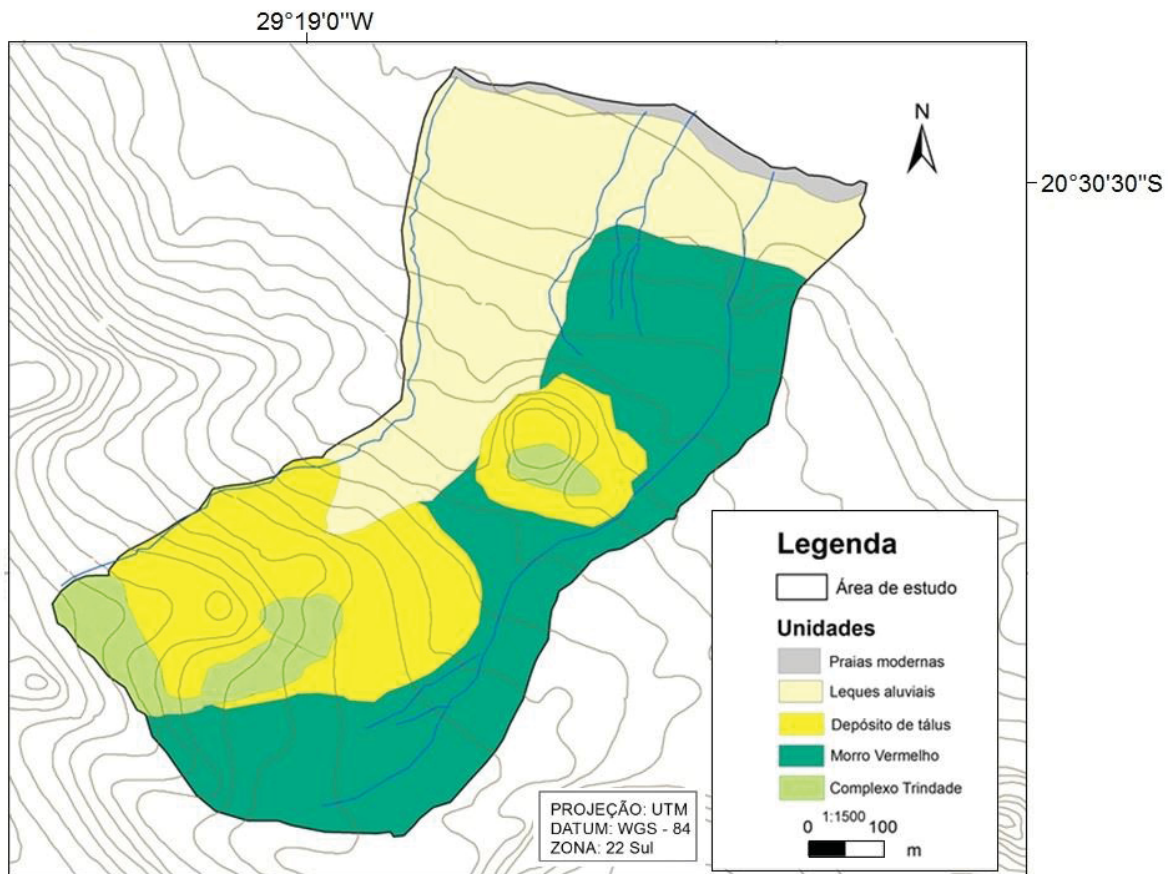 29°19'0"W
N
20°30'30"S
Legenda
Área de estudo
Unidades
Praias modernas
Leques aluviais
Depósito de tálus
Morro Vermelho
Complexo Trindade
1:1500
0 100
m
PROJEÇÃO: UTM
DATUM: WGS - 84
ZONA: 22 Sul